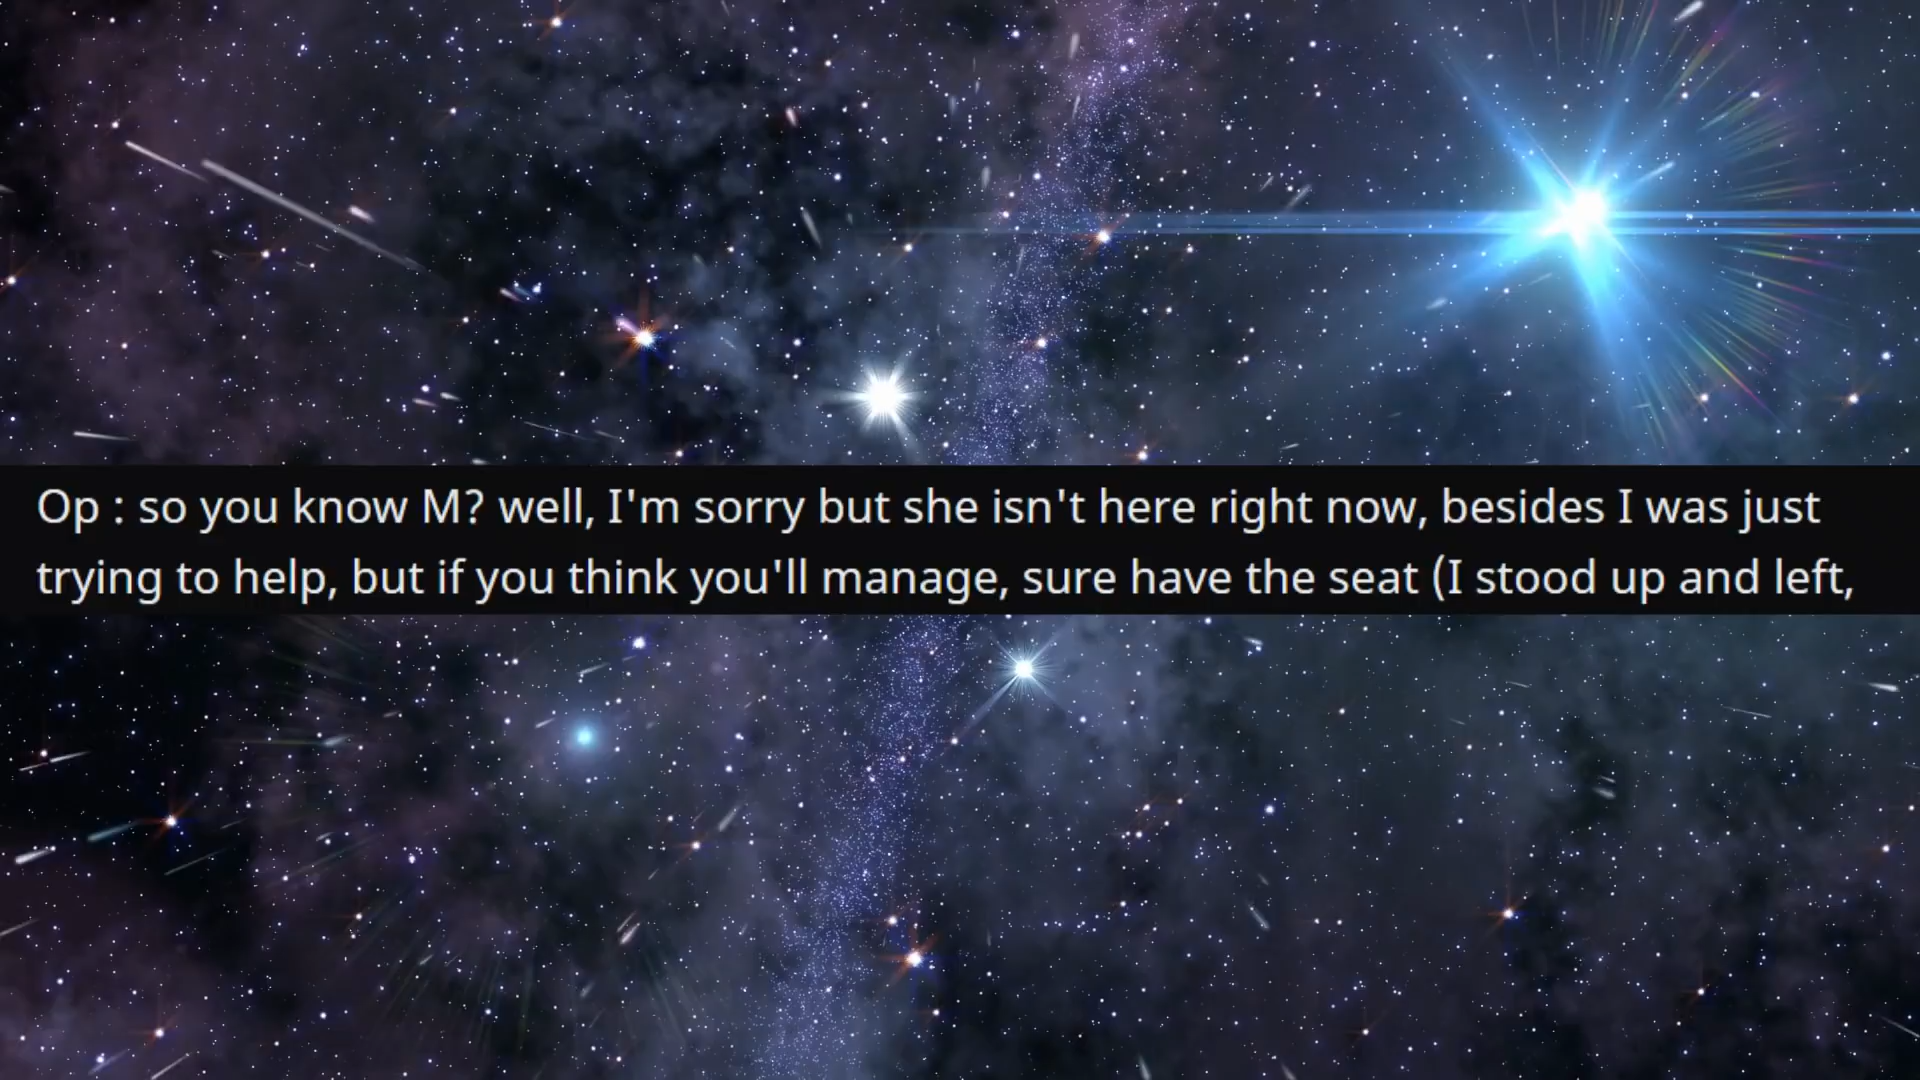 Op : so you know M? well, I'm sorry but she isn't here right now, besides I was just
trying to help, but if you think you'll manage, sure have the seat (I stood up and left,